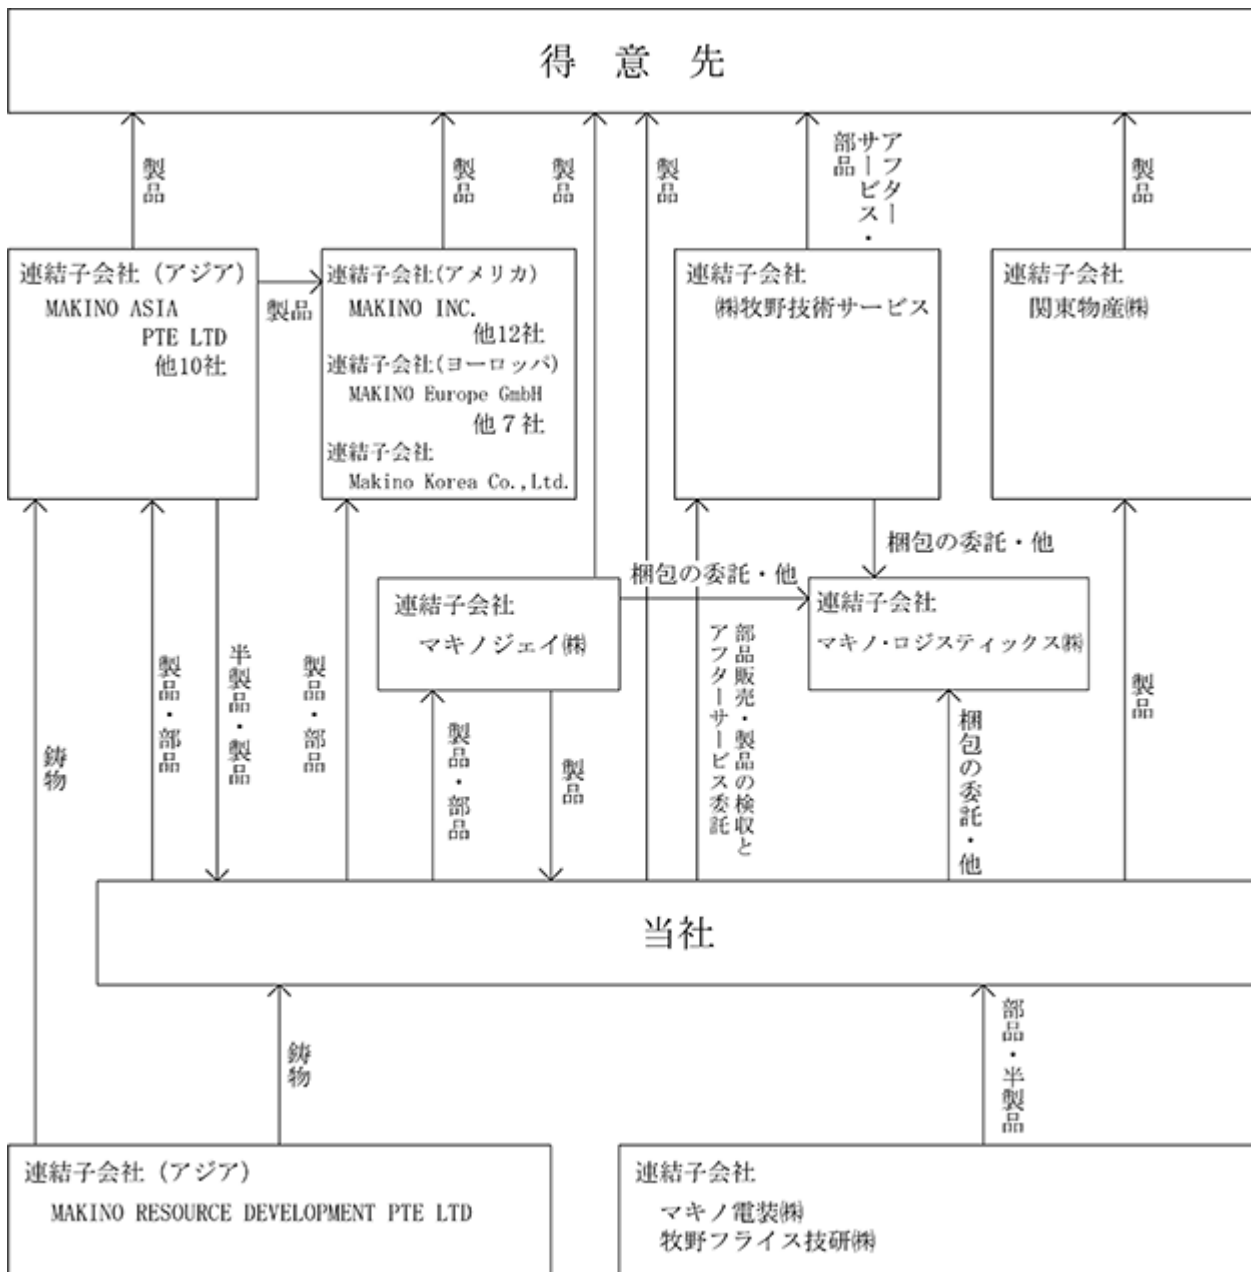 得 意 先
製品
製品
製品
製品
アフター
サービス・
部品
製品
連結子会社（アジア）
MAKINO ASIA
PTE LTD
他10社
製品
連結子会社(アメリカ)
MAKINO INC.
他12社
連結子会社(ヨーロッパ)
MAKINO Europe GmbH
他７社
連結子会社
Makino Korea Co.,Ltd.
連結子会社
㈱牧野技術サービス
連結子会社
関東物産㈱
梱包の委託・他
梱包の委託・他
連結子会社
マキノジェイ㈱
連結子会社
マキノ・ロジスティックス㈱
鋳物
製品・部品
半製品・製品
製品・部品
製品・部品
製品
部品販売・製品の検収と
アフターサービス委託
梱包の委託・他
製品
当社
鋳物
部品・半製品
連結子会社（アジア）
MAKINO RESOURCE DEVELOPMENT PTE LTD
連結子会社
マキノ電装㈱
牧野フライス技研㈱